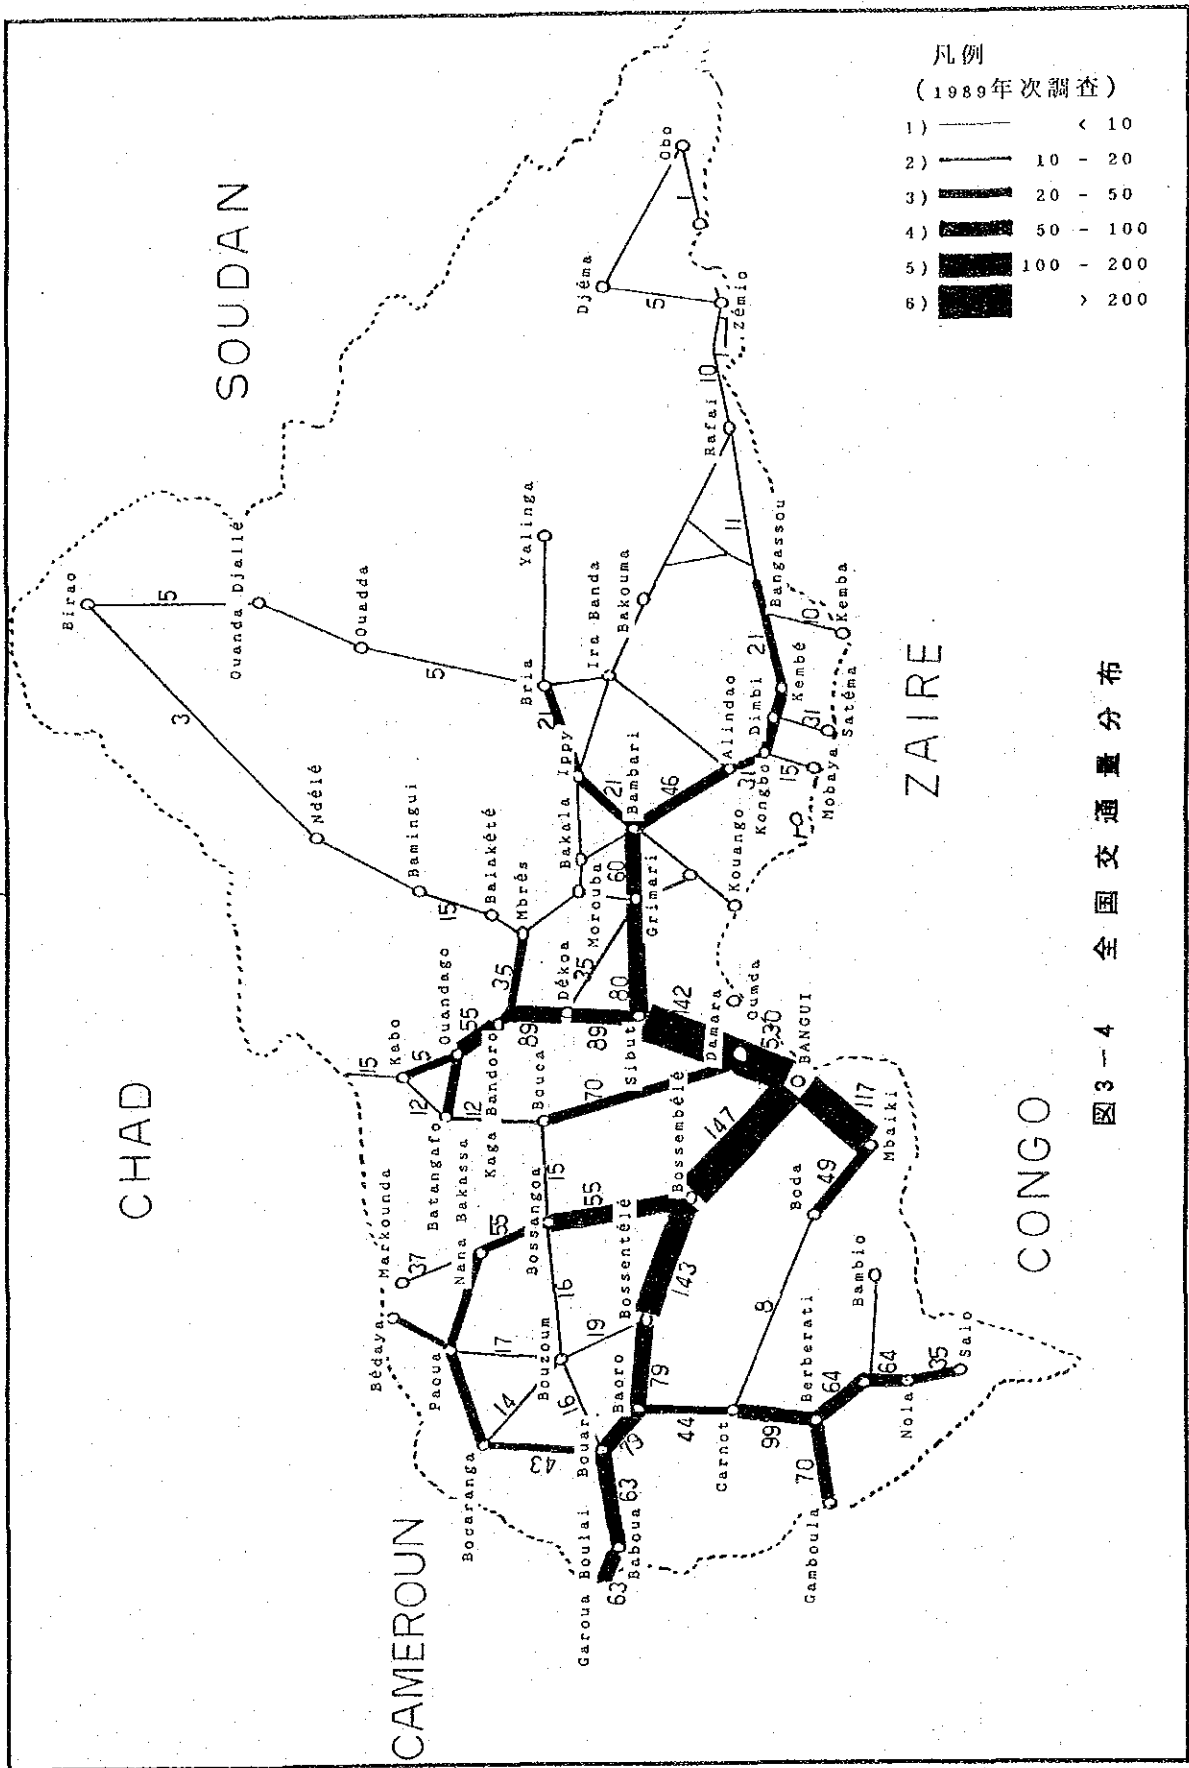 凡例
(1989年次調査)
1) < 10
2) 10 - 20
3) 20 - 50
4) 50 - 100
5) 100 - 200
6) > 200
SOUDAN
CHAD
CAMEROUN
CONGO
ZAIRE
Birao
5
Ouanda Djallé
Ouadda
5
3
Ndélé
Bamingui
15
Balakété
Mbrés
35
Yalinga
Bria
21
Ippy
Ira Banda
Bakouma
Obo
1
Djéma
5
Zémio
10
Rafai
11
Bangassou
21
10
Kemba
Kembé
Dimbi
31
Satéma
Mobaya
15
Kongbo
31
Alindao
46
Bambari
21
Bakala
Morouba
60
Grimari
Kouango
35
Dékoa
89
89
80
Sibut
142
Damara
Oumda
530
BANGUI
117
Mbaiki
49
Boda
8
147
Bossembélé
70
Bouca
15
Kabo
15
5
12
Ouandago
55
Kaga Bandoro
Batangafo
12
Nana Bakassa
55
Bossangoa
55
Markounda
37
Bédaya
Paoua
17
16
Bouzoum
19
14
16
Bossentélé
143
79
Baoro
Bouar
79
43
Bocaranga
Garoua Boulai
63
Baboua
63
44
Carnot
99
Berberati
70
Gamboula
64
64
Bambio
Nola
35
Salo
図3-4 全国交通量分布